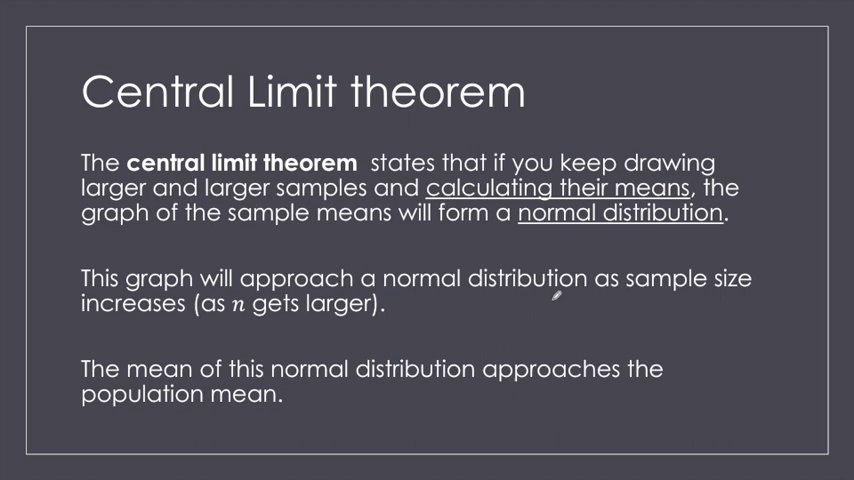 Central Limit theorem
The central limit theorem states that if you keep drawing
larger and larger samples and calculating their means, the
graph of the sample means will form a normal distribution.
This graph will approach a normal distribution as sample size
increases (as n gets larger).
The mean of this normal distribution approaches the
population mean.